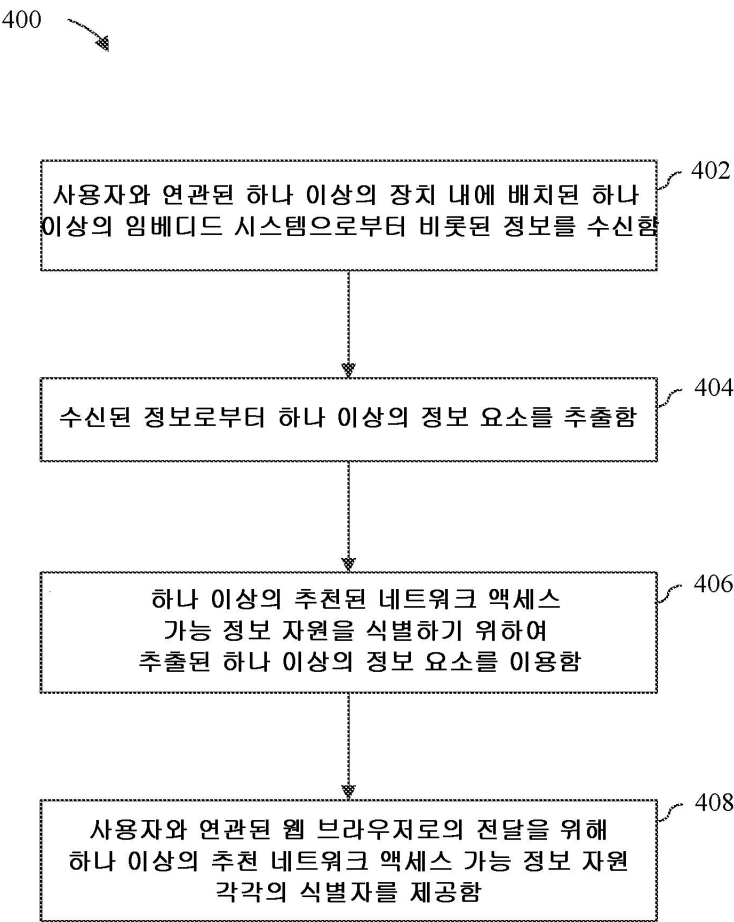 400
402
사용자와 연관된 하나 이상의 장치 내에 배치된 하나
이상의 임베디드 시스템으로부터 비롯된 정보를 수신함
404
수신된 정보로부터 하나 이상의 정보 요소를 추출함
406
하나 이상의 추천된 네트워크 액세스
가능 정보 자원을 식별하기 위하여
추출된 하나 이상의 정보 요소를 이용함
408
사용자와 연관된 웹 브라우저로의 전달을 위해
하나 이상의 추천 네트워크 액세스 가능 정보 자원
각각의 식별자를 제공함